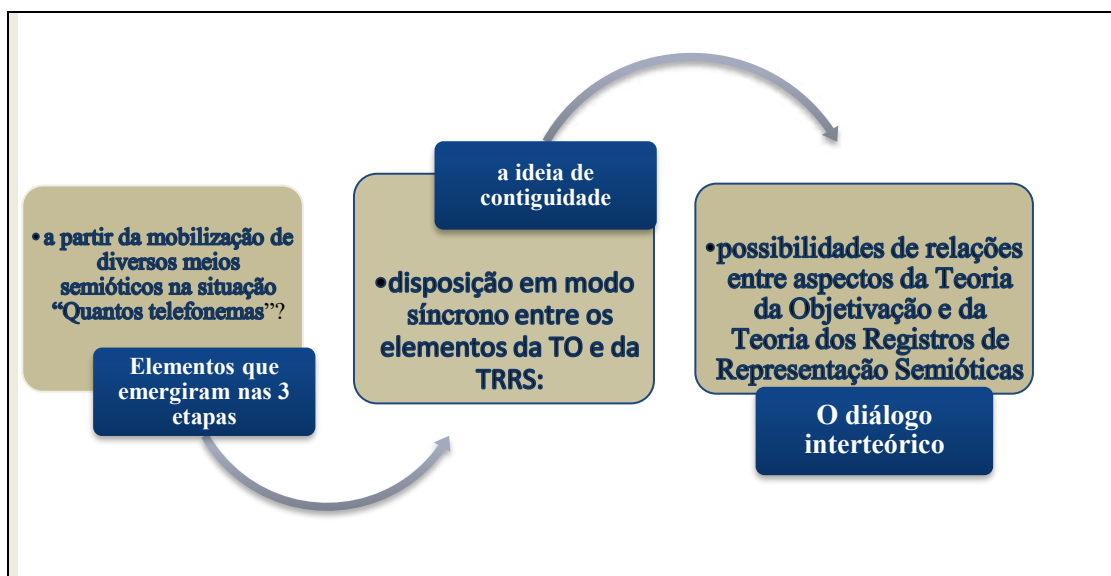 • a partir da mobilização de
diversos meios
semióticos na situação
“Quantos telefonemas”?
Elementos que
emergiram nas 3
etapas
a ideia de
contiguidade
•disposição em modo
síncrono entre os
elementos da TO e da
TRRS:
•possibilidades de relações
entre aspectos da Teoria
da Objetivação e da
Teoria dos Registros de
Representação Semióticas
O diálogo
interteórico